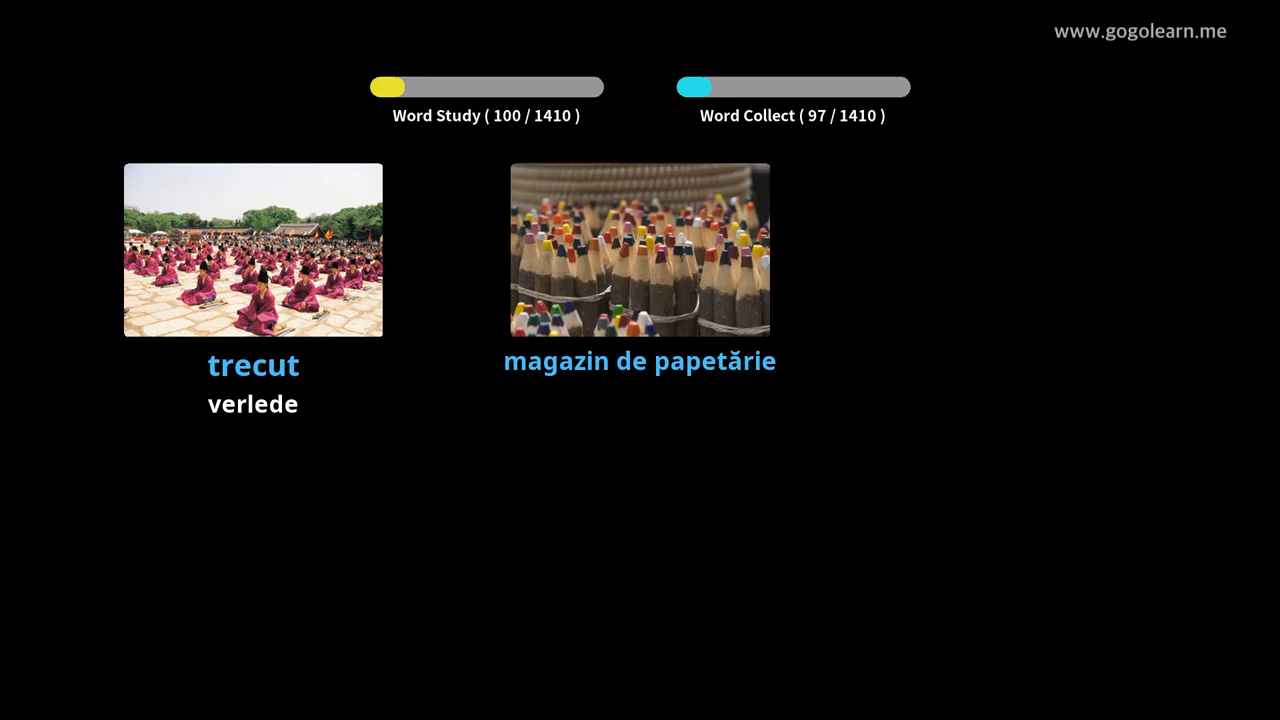 www.gogolearn.me
Word Study ( 100 / 1410 )
Word Collect ( 97 / 1410 )
trecut
verlede
magazin de papetărie